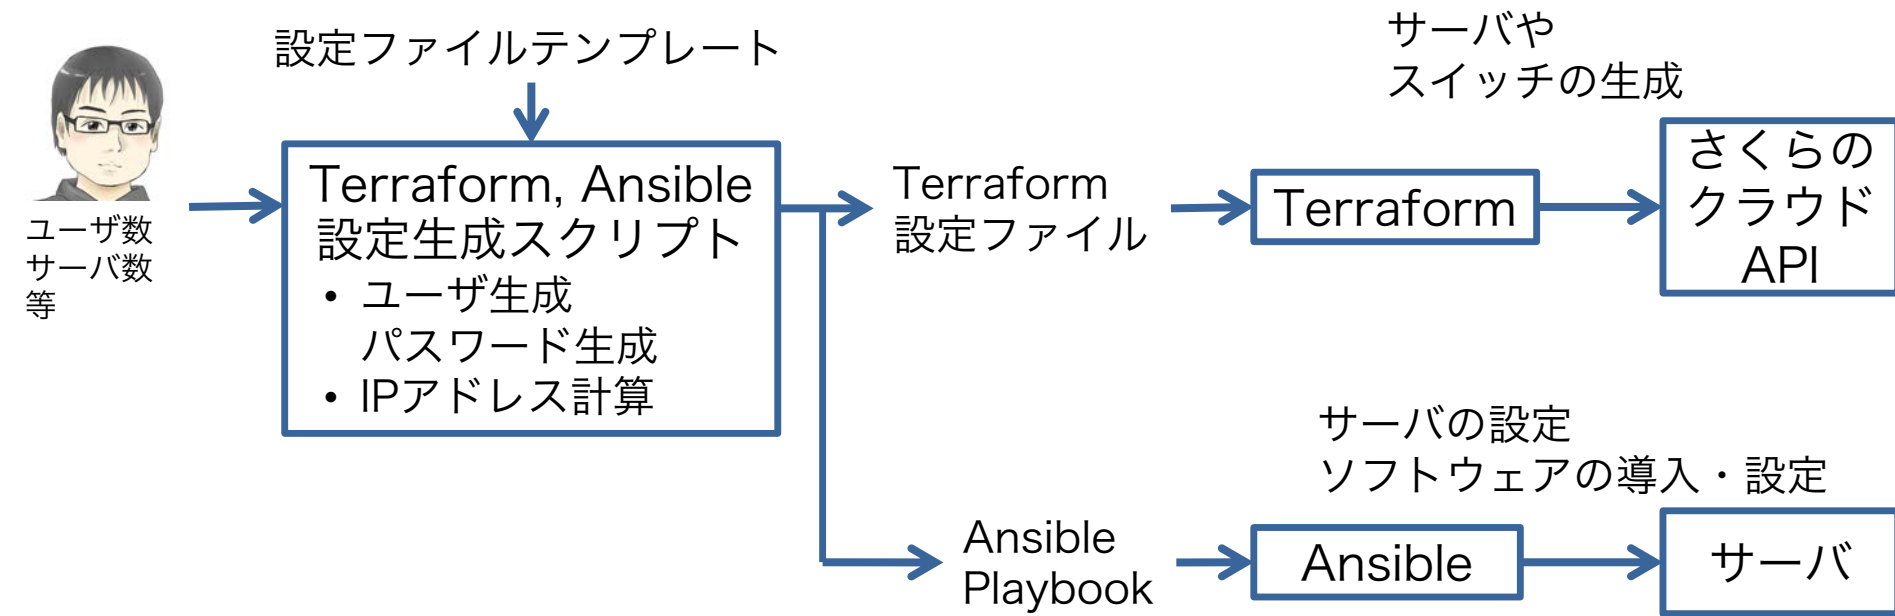 設定ファイルテンプレート
サーバや
スイッチの生成
ユーザ数
サーバ数
等
Terraform, Ansible
設定生成スクリプト
• ユーザ生成
パスワード生成
• IPアドレス計算
Terraform
設定ファイル
Terraform
さくらの
クラウド
API
サーバの設定
ソフトウェアの導入・設定
Ansible
Playbook
Ansible
サーバ